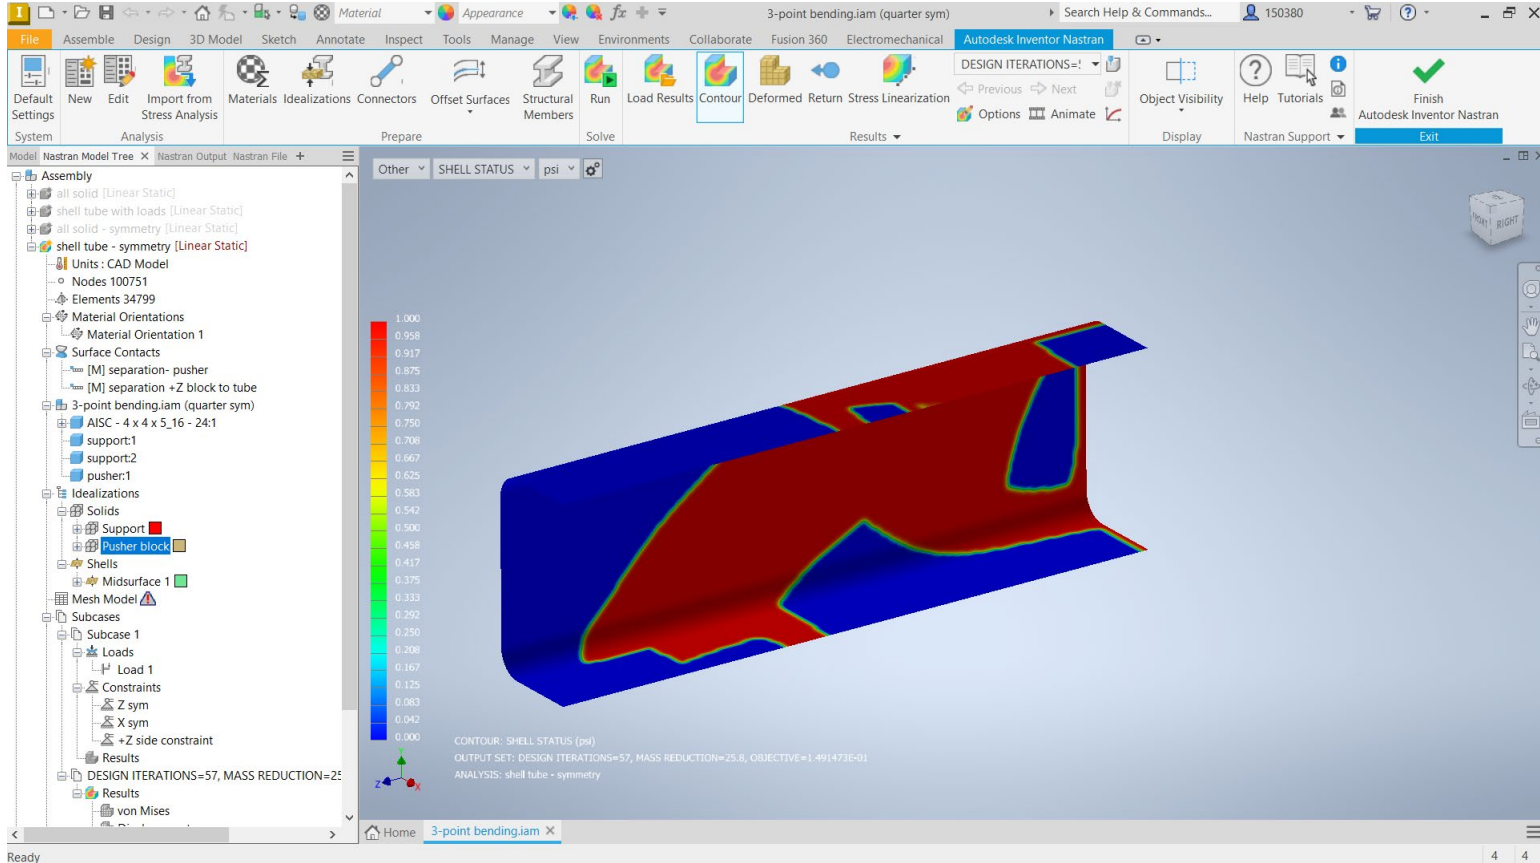 Material
Appearance
3-point bending.iam (quarter sym)
Search Help & Commands...
150380
File Assemble Design 3D Model Sketch Annotate Inspect Tools Manage View Environments Collaborate Fusion 360 Electromechanical Autodesk Inventor Nastran
Default Settings
New
Edit
Import from Stress Analysis
Materials
Idealizations
Connectors
Offset Surfaces
Structural Members
Run
Load Results
Contour
Deformed
Return
Stress Linearization
DESIGN ITERATIONS=
Previous
Next
Options
Animate
Object Visibility
Help
Tutorials
Finish
Autodesk Inventor Nastran
System
Analysis
Prepare
Solve
Results
Display
Nastran Support
Exit
Model Nastran Model Tree Nastran Output Nastran File +
Assembly
all solid [Linear Static]
shell tube with loads [Linear Static]
all solid - symmetry [Linear Static]
shell tube - symmetry [Linear Static]
Units : CAD Model
Nodes 100751
Elements 34799
Material Orientations
Material Orientation 1
Surface Contacts
[M] separation- pusher
[M] separation +Z block to tube
3-point bending.iam (quarter sym)
AISC - 4 x 4 x 5_16 - 24:1
support:1
support:2
pusher:1
Idealizations
Solids
Support
Pusher block
Shells
Midsurface 1
Mesh Model
Subcases
Subcase 1
Loads
Load 1
Constraints
Z sym
X sym
+Z side constraint
Results
DESIGN ITERATIONS=57, MASS REDUCTION=25
Results
von Mises
Other
SHELL STATUS
psi
RIGHT
1.000
0.958
0.917
0.875
0.833
0.792
0.750
0.708
0.667
0.625
0.583
0.542
0.500
0.458
0.417
0.375
0.333
0.292
0.250
0.208
0.167
0.125
0.083
0.042
0.000
Y
Z
X
CONTOUR: SHELL STATUS (psi)
OUTPUT SET: DESIGN ITERATIONS=57, MASS REDUCTION=25.8, OBJECTIVE=1.491473E-01
ANALYSIS: shell tube - symmetry
Home
3-point bending.iam
Ready
4 4